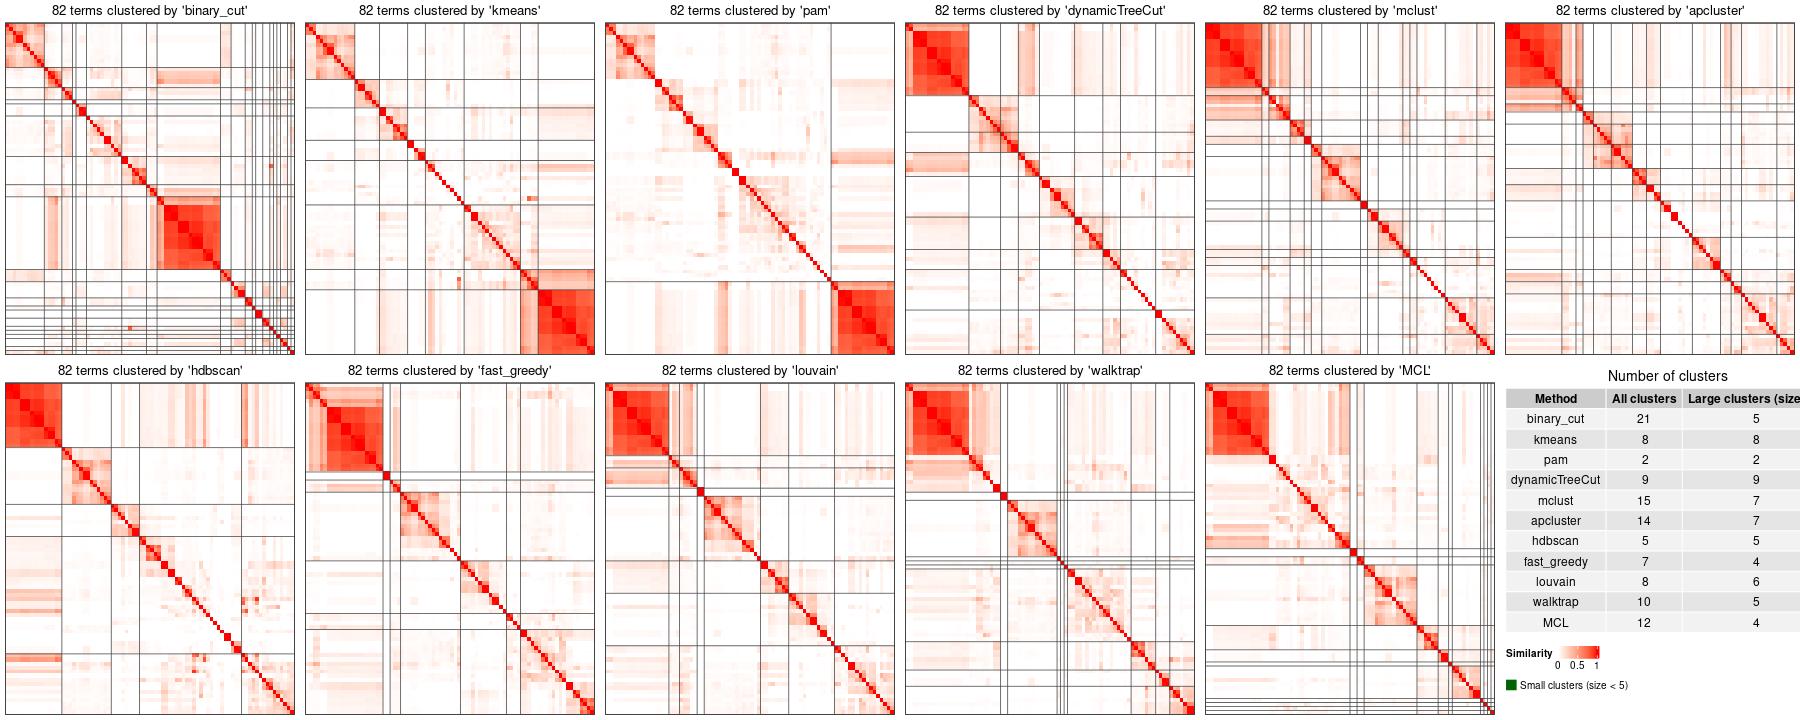 82 terms clustered by 'binary_cut'
82 terms clustered by 'kmeans'
82 terms clustered by 'pam'
82 terms clustered by 'dynamicTreeCut'
82 terms clustered by 'mclust'
82 terms clustered by 'apcluster'
82 terms clustered by 'hdbscan'
82 terms clustered by 'fast_greedy'
82 terms clustered by 'louvain'
82 terms clustered by 'walktrap'
82 terms clustered by 'MCL'
Number of clusters
Method All clusters Large clusters (size
binary_cut 21 5
kmeans 8 8
pam 2 2
dynamicTreeCut 9 9
mclust 15 7
apcluster 14 7
hdbscan 5 5
fast_greedy 7 4
louvain 8 6
walktrap 10 5
MCL 12 4
Similarity
0 0.5 1
Small clusters (size < 5)